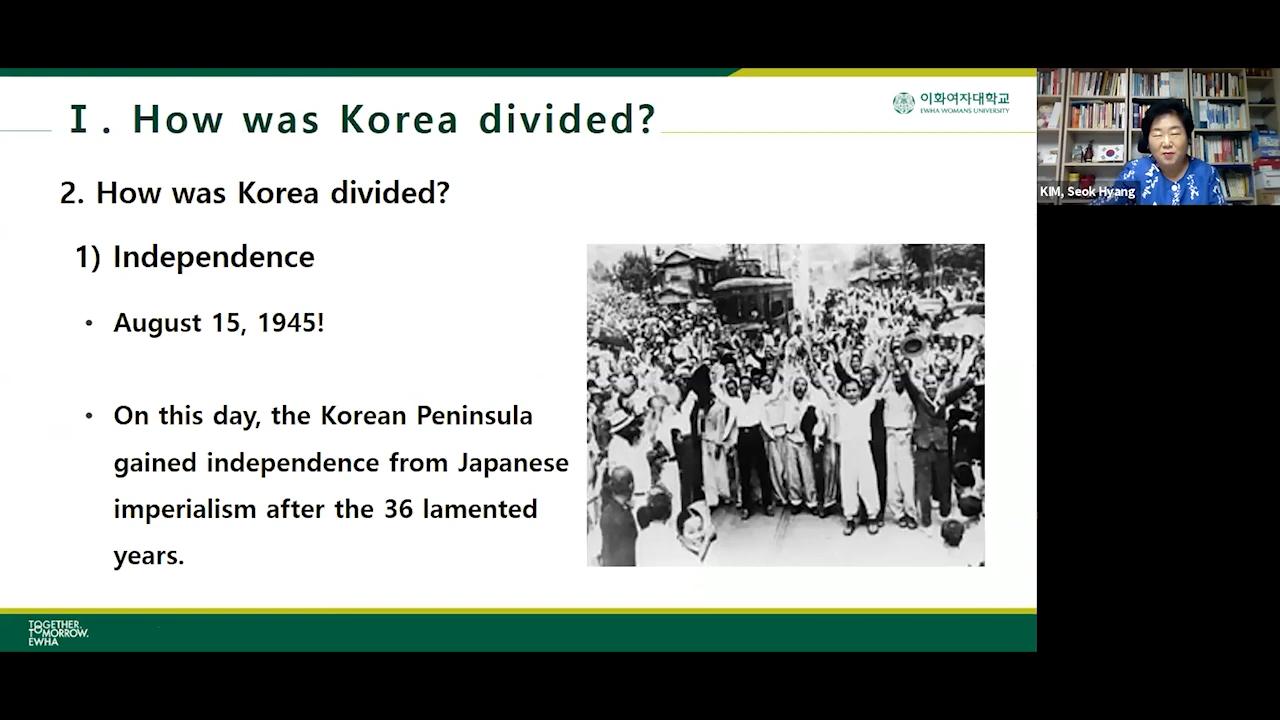 Ⅰ. How was Korea divided?
이화여자대학교
EWHA WOMANS UNIVERSITY
2. How was Korea divided?
1) Independence
• August 15, 1945!
• On this day, the Korean Peninsula
gained independence from Japanese
imperialism after the 36 lamented
years.
KIM, Seok Hyang
TOGETHER.
TOMORROW.
EWHA